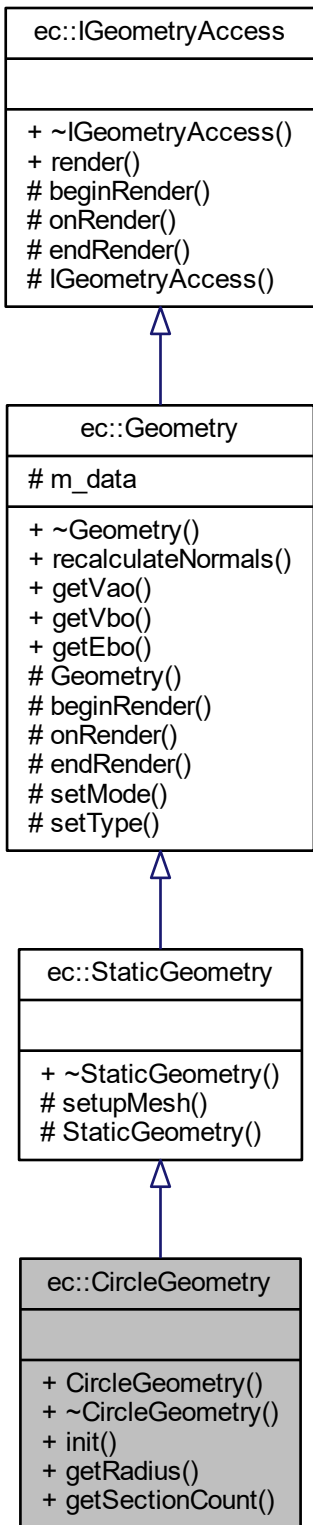 ec::IGeometryAccess
+ ~IGeometryAccess()
+ render()
# beginRender()
# onRender()
# endRender()
# IGeometryAccess()
ec::Geometry
# m_data
+ ~Geometry()
+ recalculateNormals()
+ getVao()
+ getVbo()
+ getEbo()
# Geometry()
# beginRender()
# onRender()
# endRender()
# setMode()
# setType()
ec::StaticGeometry
+ ~StaticGeometry()
# setupMesh()
# StaticGeometry()
ec::CircleGeometry
+ CircleGeometry()
+ ~CircleGeometry()
+ init()
+ getRadius()
+ getSectionCount()